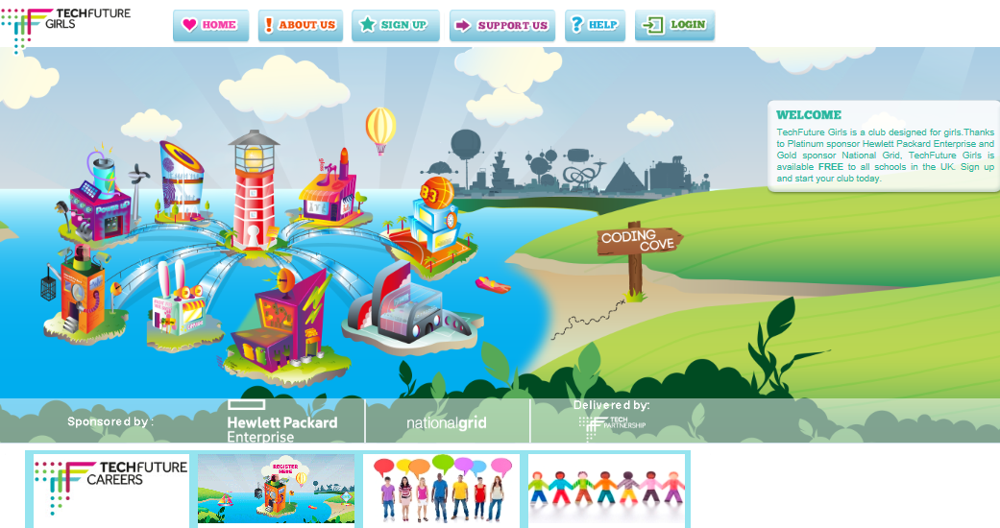 TECHFUTURE
GIRLS
HOME
ABOUT US
SIGN UP
SUPPORT US
HELP
LOGIN
WELCOME
TechFuture Girls is a club designed for girls.Thanks
to Platinum sponsor Hewlett Packard Enterprise and
Gold sponsor National Grid, TechFuture Girls is
available FREE to all schools in the UK. Sign up
and start your club today.
POWER UP
B3
CODING
COVE
Sponsored by :
Hewlett Packard
Enterprise
nationalgrid
Delivered by:
TECH
PARTNERSHIP
TECHFUTURE
CAREERS
REGISTER
HERE